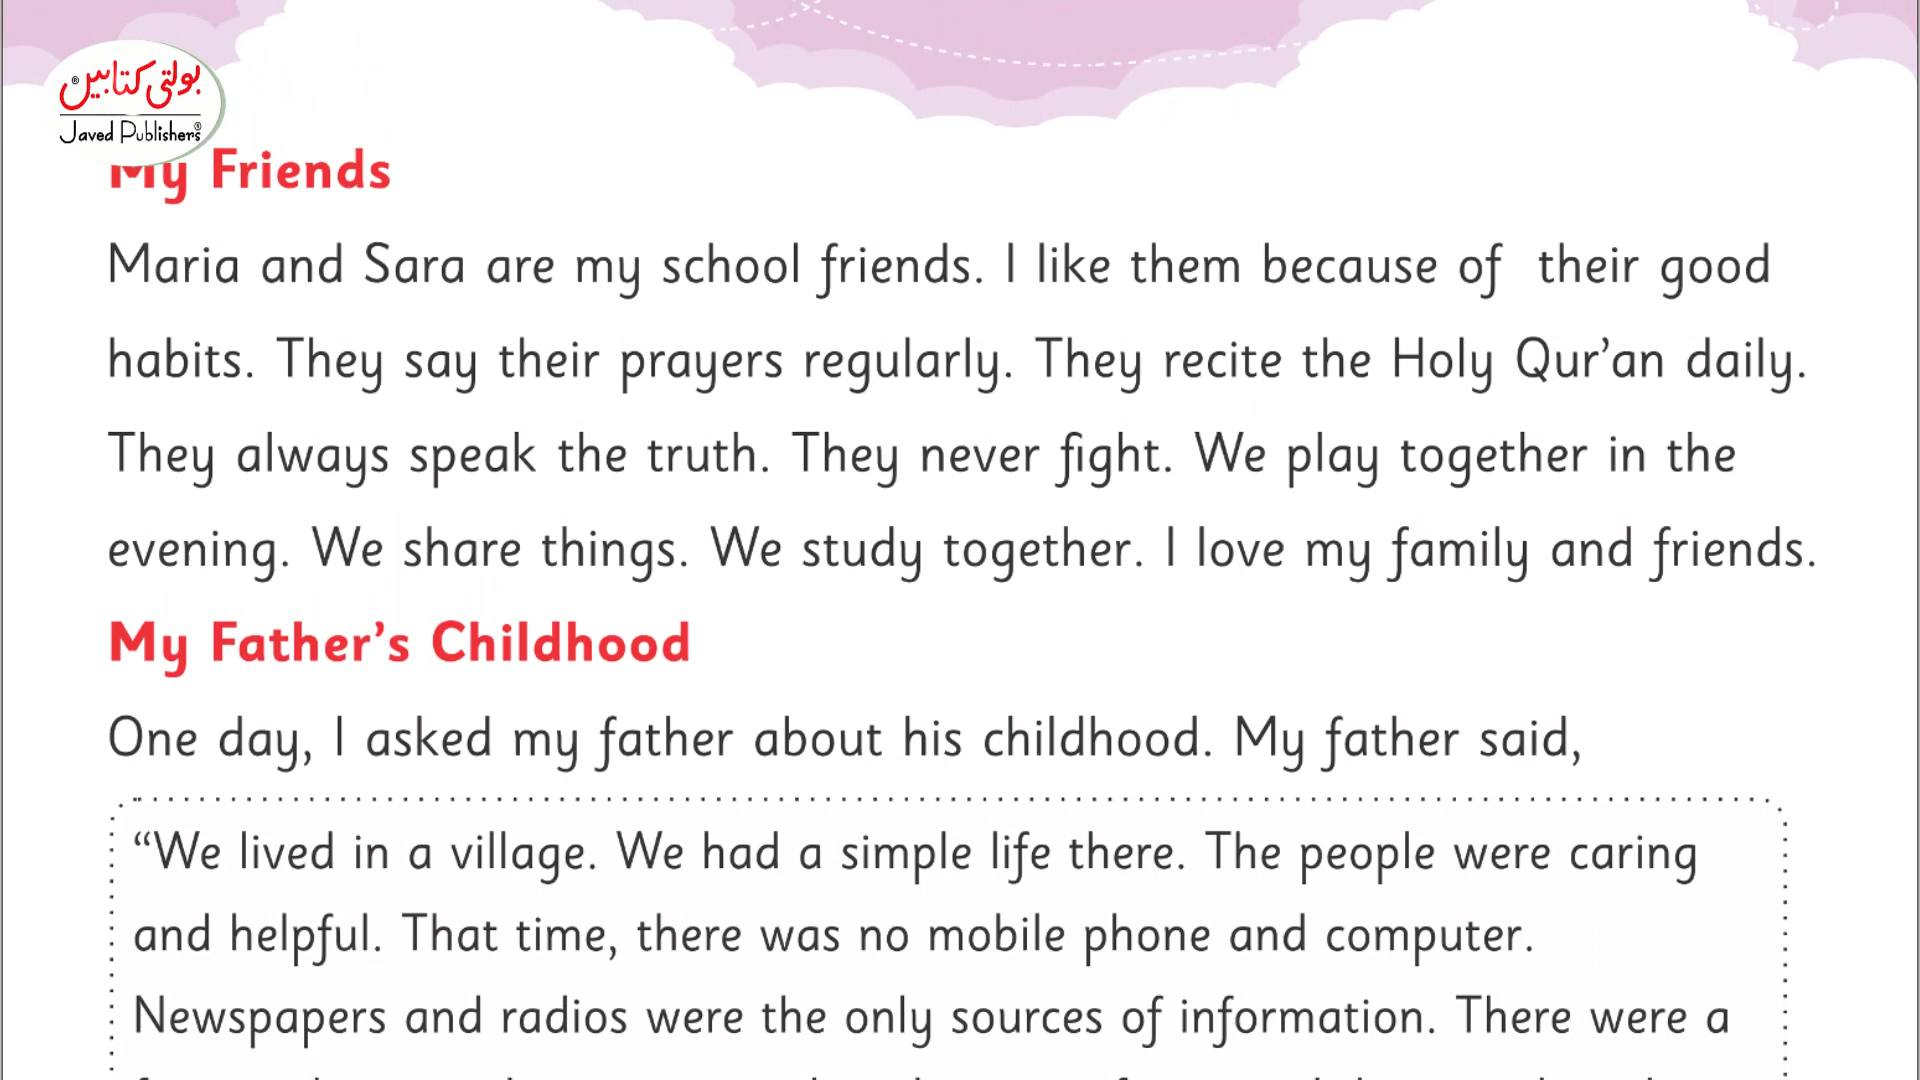 بولتی کتابیں®
Javed Publishers®
My Friends
Maria and Sara are my school friends. I like them because of their good
habits. They say their prayers regularly. They recite the Holy Qur’an daily.
They always speak the truth. They never fight. We play together in the
evening. We share things. We study together. I love my family and friends.
My Father’s Childhood
One day, I asked my father about his childhood. My father said,
“We lived in a village. We had a simple life there. The people were caring
and helpful. That time, there was no mobile phone and computer.
Newspapers and radios were the only sources of information. There were a